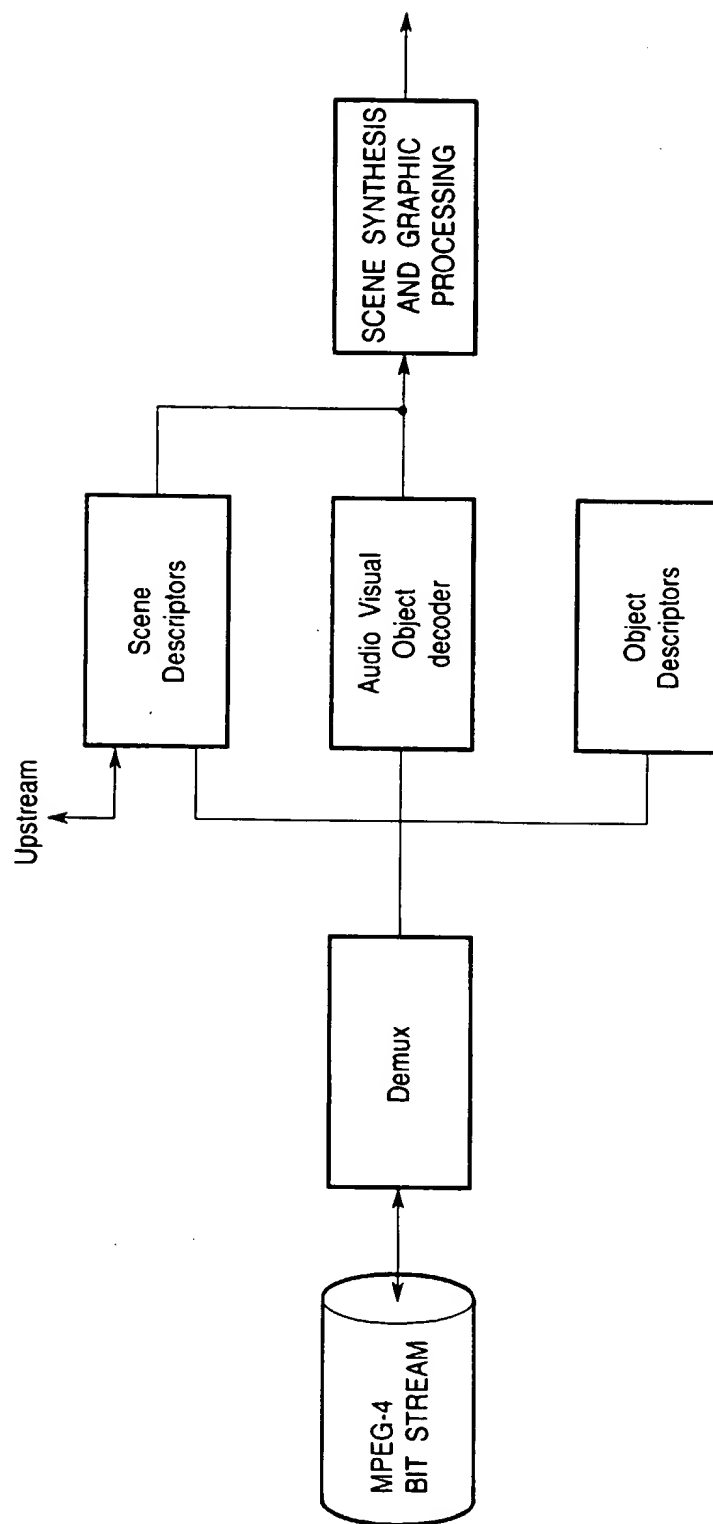 MPEG-4
BIT STREAM
Demux
Upstream
Scene
Descriptors
Audio Visual
Object
decoder
Object
Descriptors
SCENE SYNTHESIS
AND GRAPHIC
PROCESSING